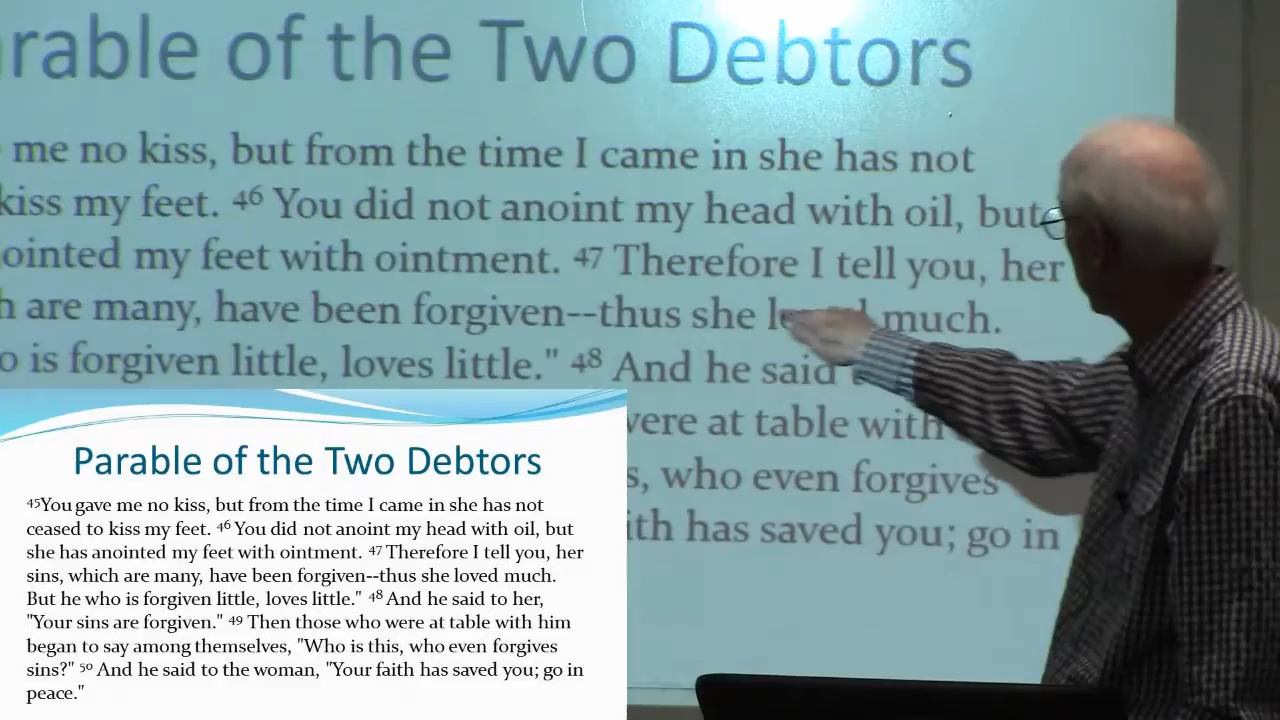 arable of the Two Debtors
me no kiss, but from the time I came in she has not
kiss my feet. 46 You did not anoint my head with oil, but
ointed my feet with ointment. 47 Therefore I tell you, her
h are many, have been forgiven--thus she much.
o is forgiven little, loves little." 48 And he said
were at table with
s, who even forgives
ith has saved you; go in
Parable of the Two Debtors
45You gave me no kiss, but from the time I came in she has not
ceased to kiss my feet. 46 You did not anoint my head with oil, but
she has anointed my feet with ointment. 47 Therefore I tell you, her
sins, which are many, have been forgiven--thus she loved much.
But he who is forgiven little, loves little." 48 And he said to her,
"Your sins are forgiven." 49 Then those who were at table with him
began to say among themselves, "Who is this, who even forgives
sins?" 50 And he said to the woman, "Your faith has saved you; go in
peace."